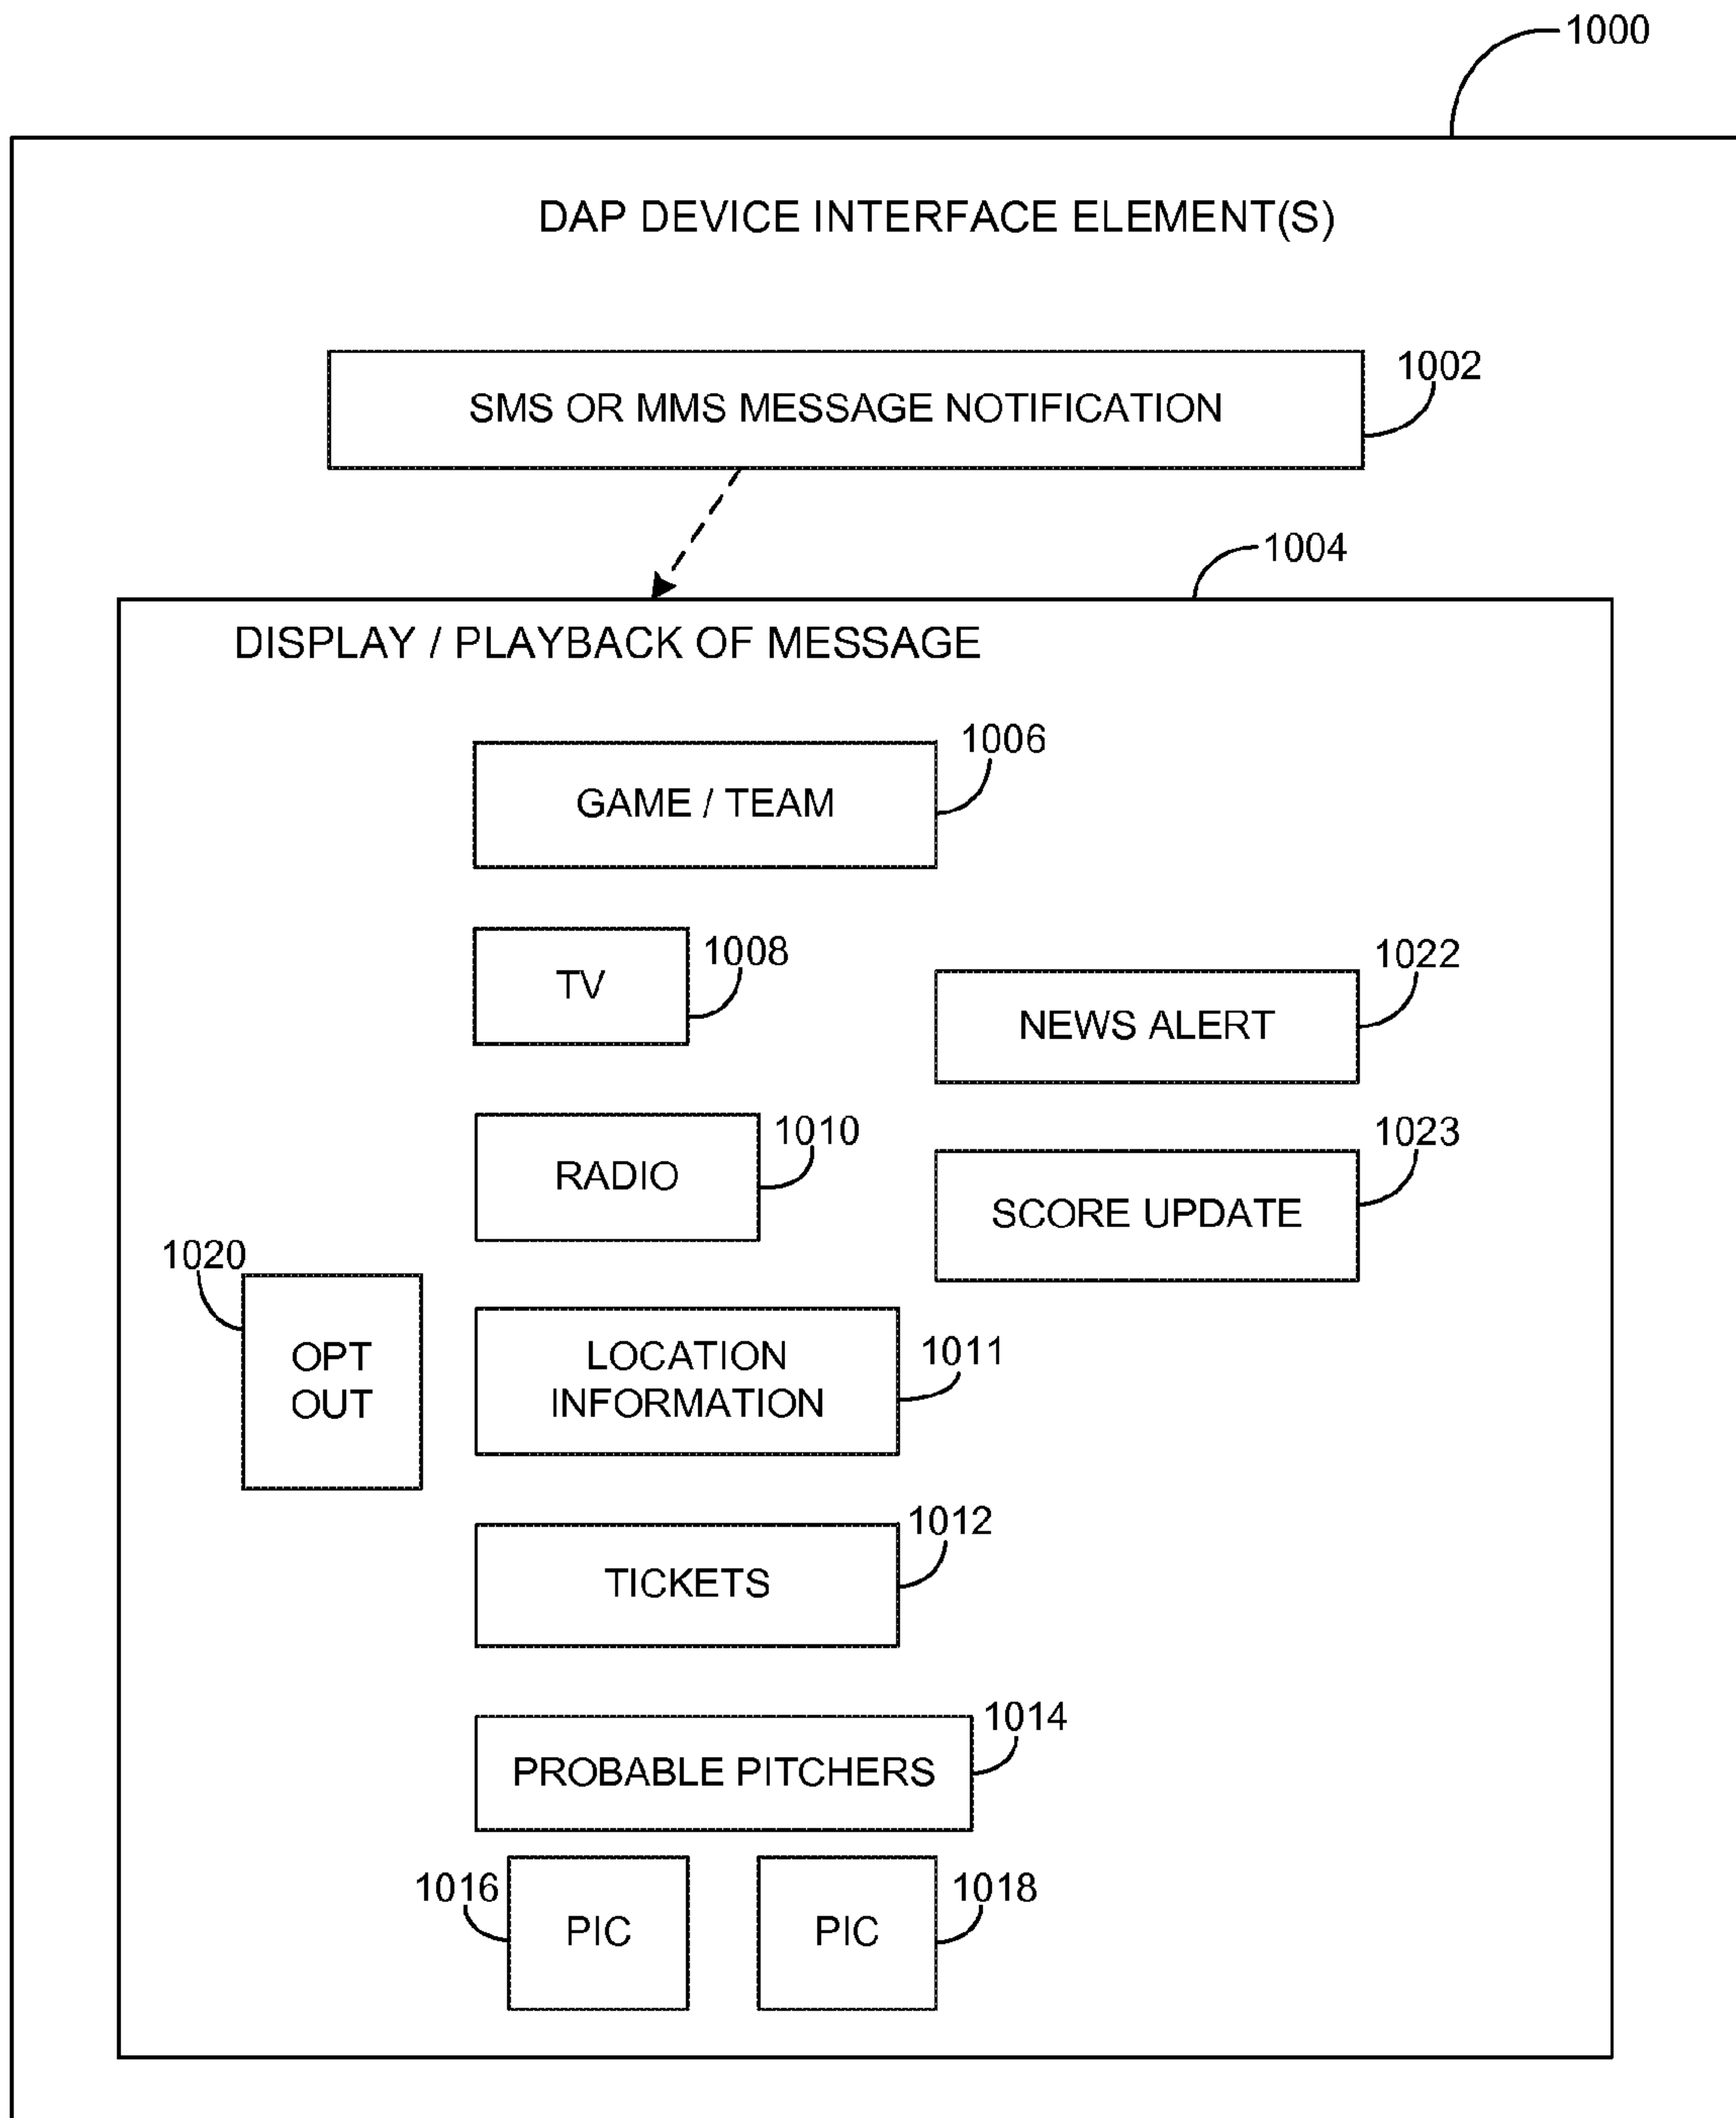 1000
DAP DEVICE INTERFACE ELEMENT(S)
SMS OR MMS MESSAGE NOTIFICATION
1002
1004
DISPLAY / PLAYBACK OF MESSAGE
GAME / TEAM
1006
TV
1008
NEWS ALERT
1022
RADIO
1010
SCORE UPDATE
1023
1020
OPT
OUT
LOCATION
INFORMATION
1011
TICKETS
1012
PROBABLE PITCHERS
1014
1016
PIC
PIC
1018